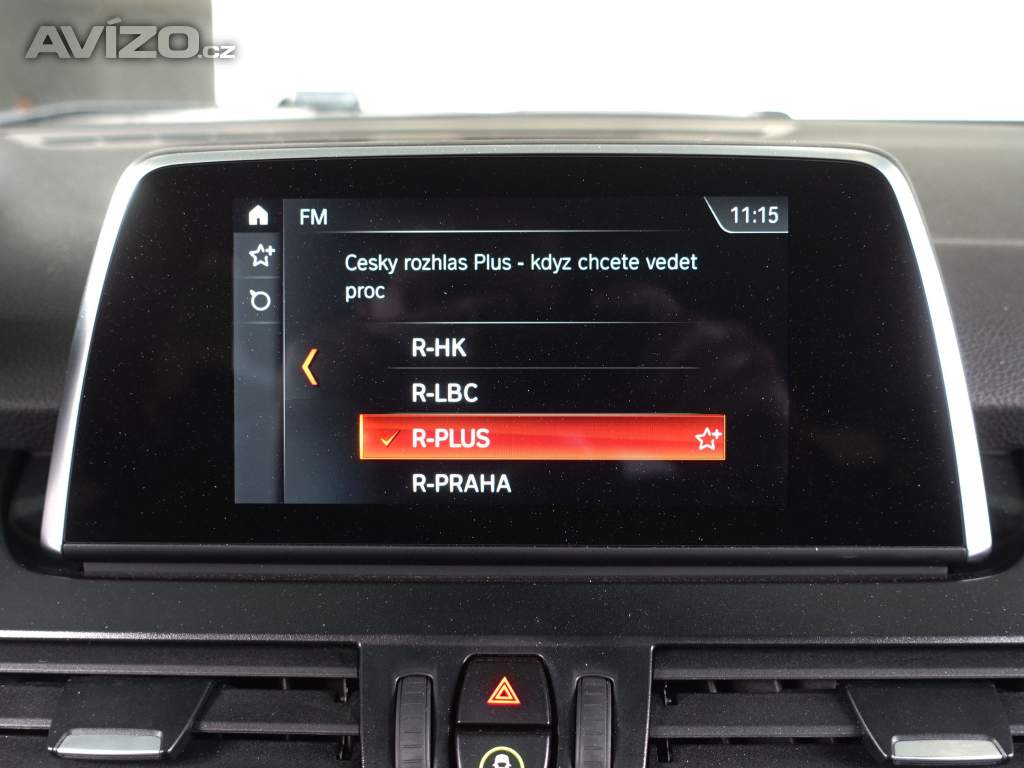 AVÍZO.cz
FM
11:15
Cesky rozhlas Plus - kdyz chcete vedet
proc
R-HK
R-LBC
R-PLUS
R-PRAHA